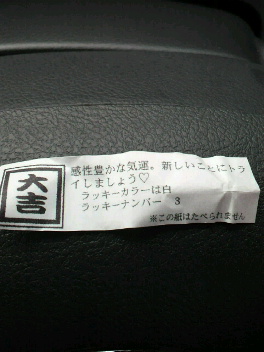 大吉
感性豊かな気運。新しいことにトラ
イしましょう♡
ラッキーカラーは白
ラッキーナンバー 3
※この紙はたべられません